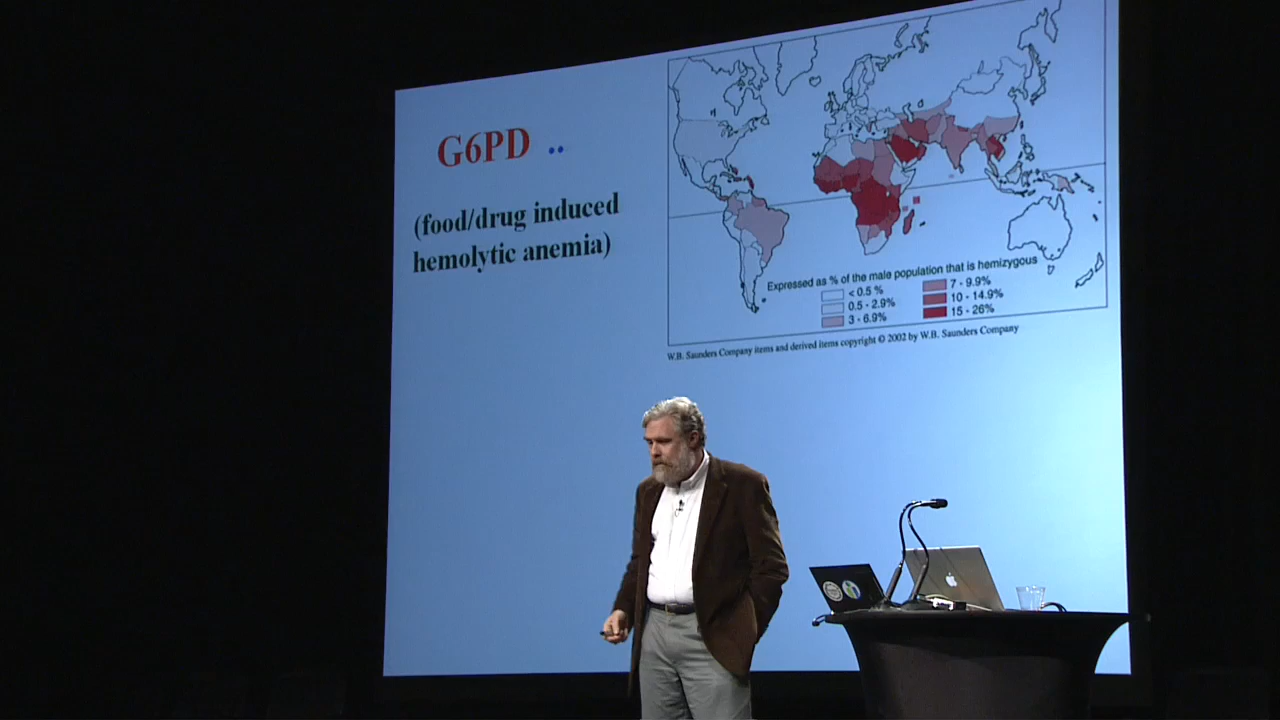 G6PD ..
(food/drug induced
hemolytic anemia)
Expressed as % of the male population that is hemizygous
< 0.5 %
0.5 - 2.9%
3 - 6.9%
7 - 9.9%
10 - 14.9%
15 - 26%
W.B. Saunders Company items and derived items copyright © 2002 by W.B. Saunders Company